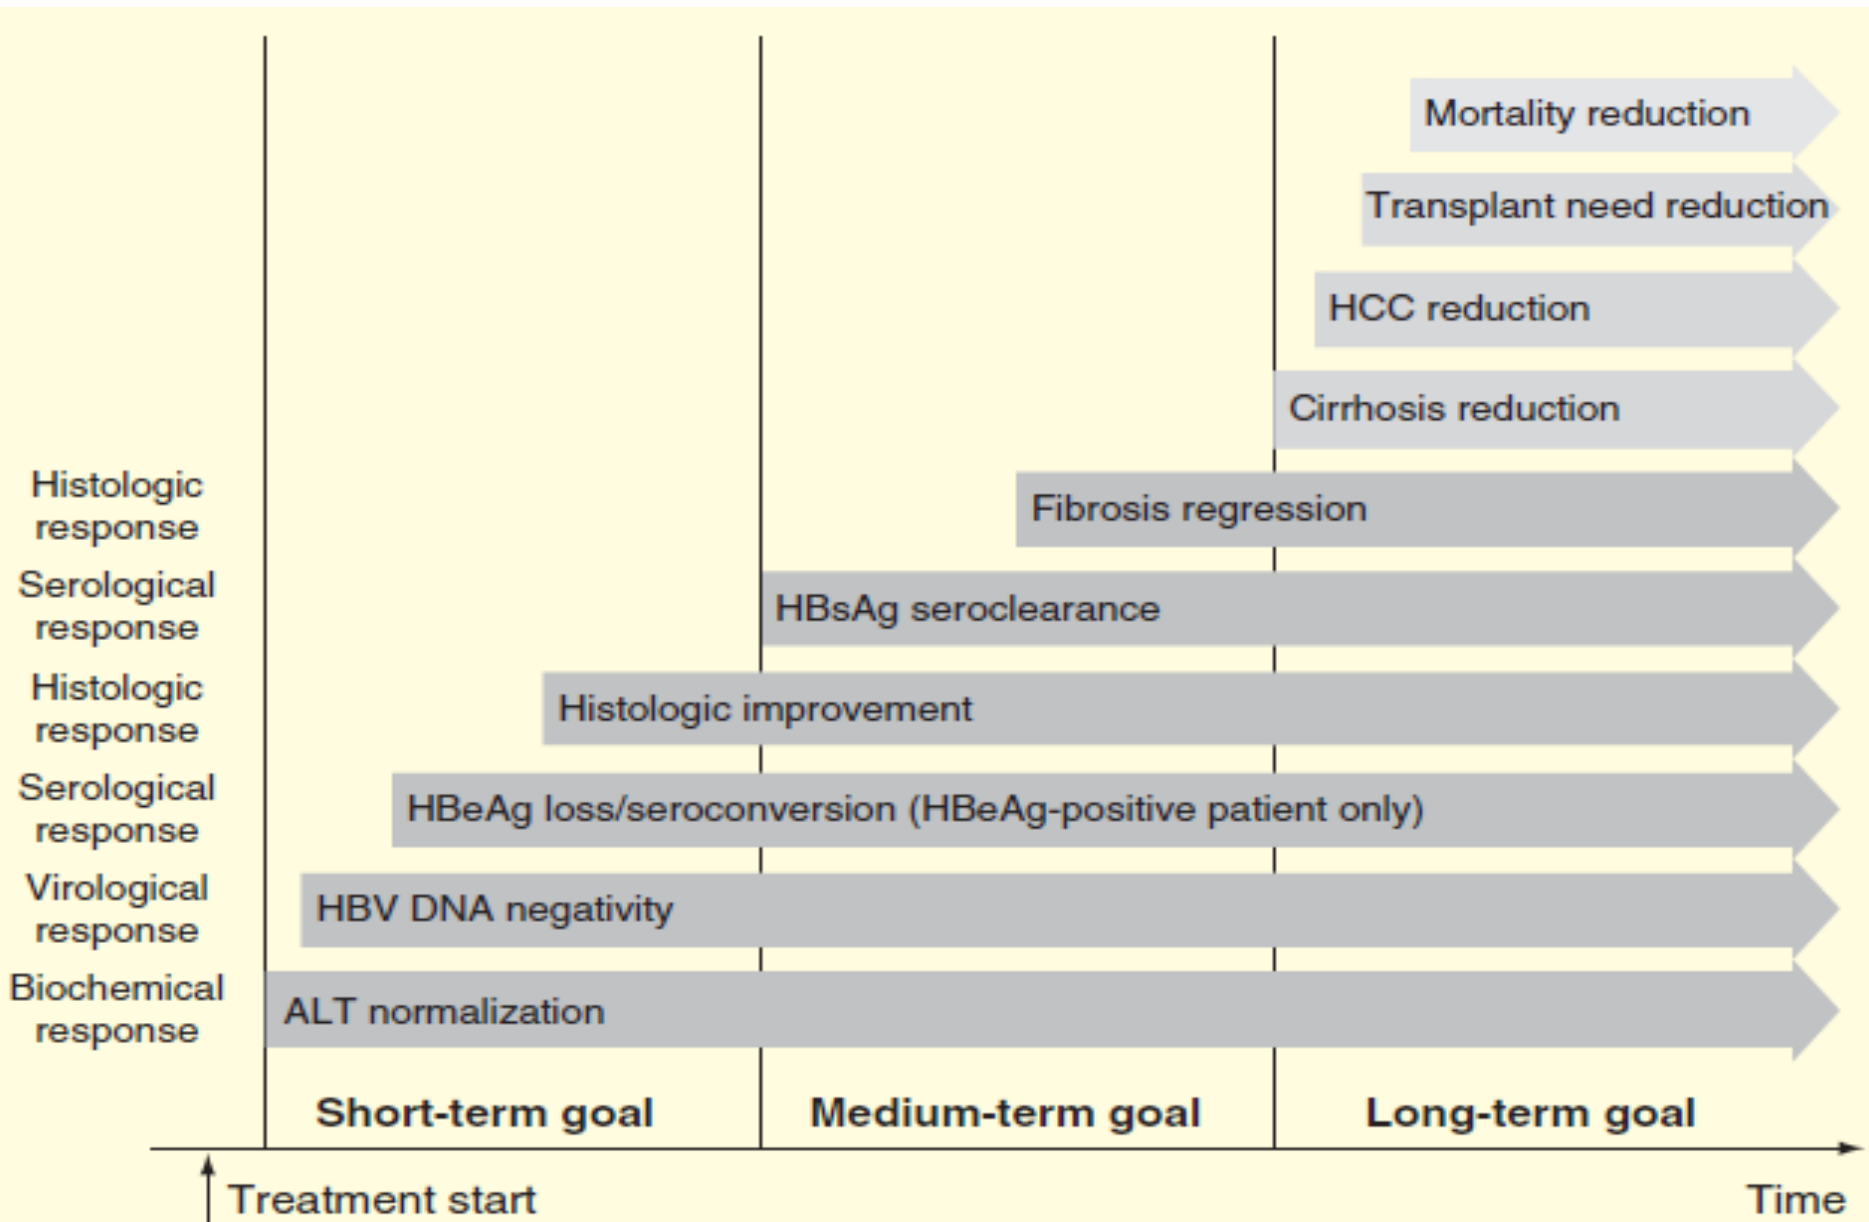 Mortality reduction
Transplant need reduction
HCC reduction
Cirrhosis reduction
Histologic
response
Fibrosis regression
Serological
response
HBsAg seroclearance
Histologic
response
Histologic improvement
Serological
response
HBeAg loss/seroconversion (HBeAg-positive patient only)
Virological
response
HBV DNA negativity
Biochemical
response
ALT normalization
Short-term goal
Medium-term goal
Long-term goal
Treatment start
Time